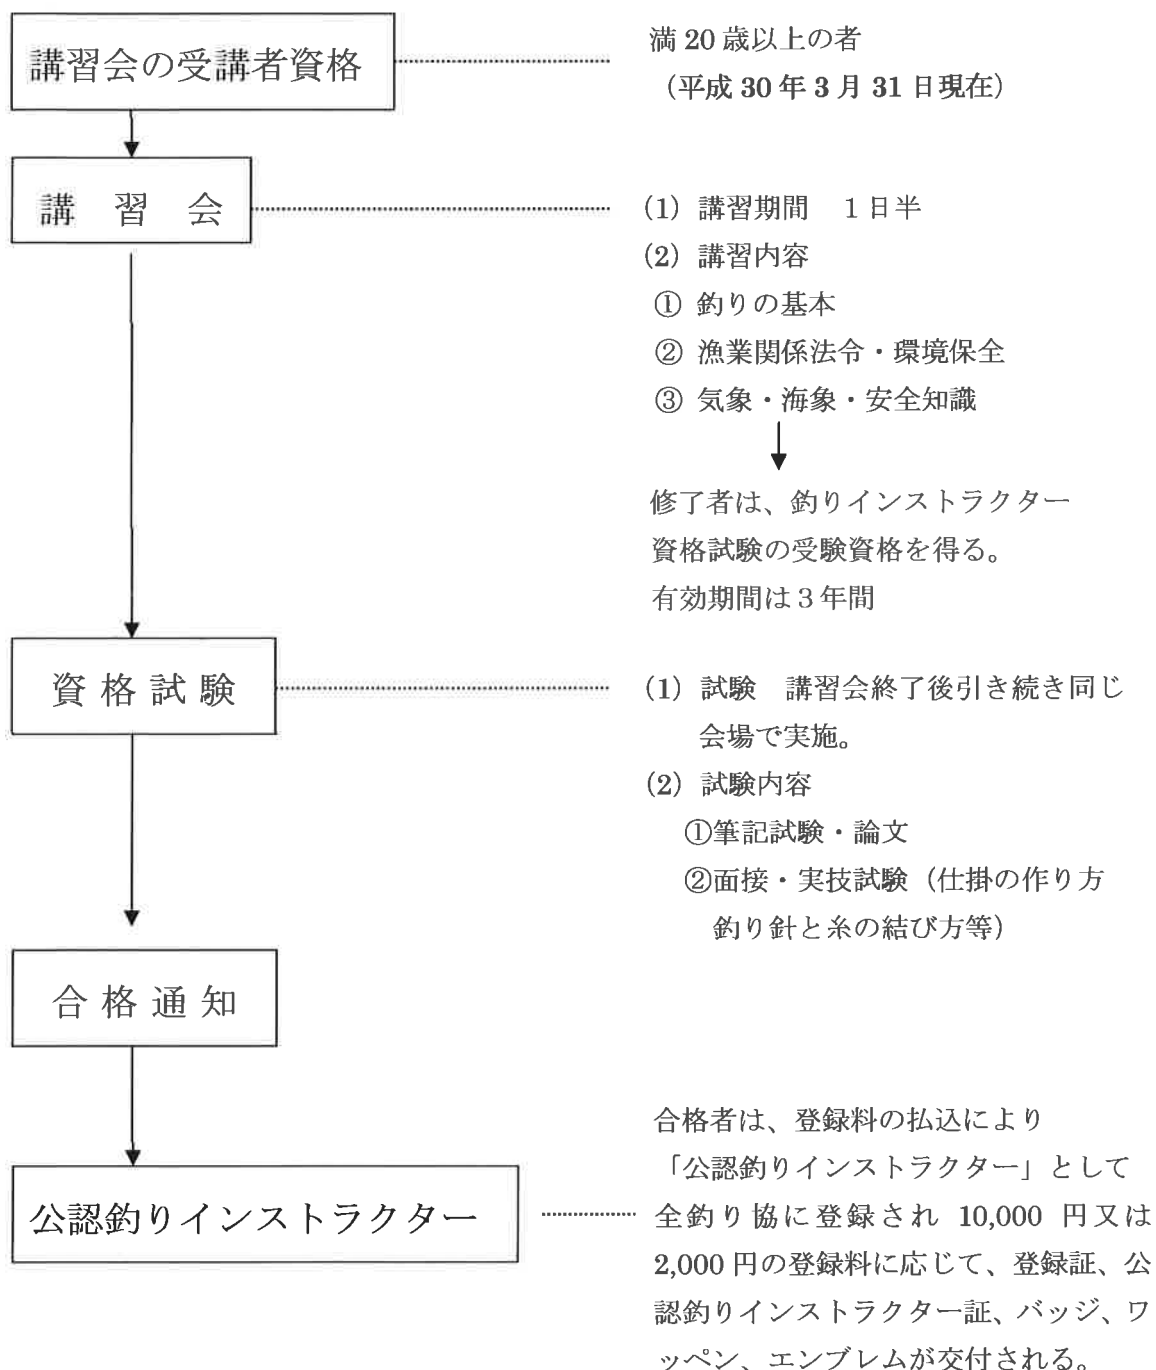 講習会の受講者資格
満 20 歳以上の者
（平成 30 年 3 月 31 日現在）
講 習 会
(1) 講習期間 1日半
(2) 講習内容
① 釣りの基本
② 漁業関係法令・環境保全
③ 気象・海象・安全知識
修了者は、釣りインストラクター
資格試験の受験資格を得る。
有効期間は３年間
資 格 試 験
(1) 試験 講習会終了後引き続き同じ
会場で実施。
(2) 試験内容
①筆記試験・論文
②面接・実技試験（仕掛の作り方
釣り針と糸の結び方等）
合 格 通 知
合格者は、登録料の払込により
「公認釣りインストラクター」として
公認釣りインストラクター
全釣り協に登録され 10,000 円又は
2,000 円の登録料に応じて、登録証、公
認釣りインストラクター証、バッジ、ワ
ッペン、エンブレムが交付される。